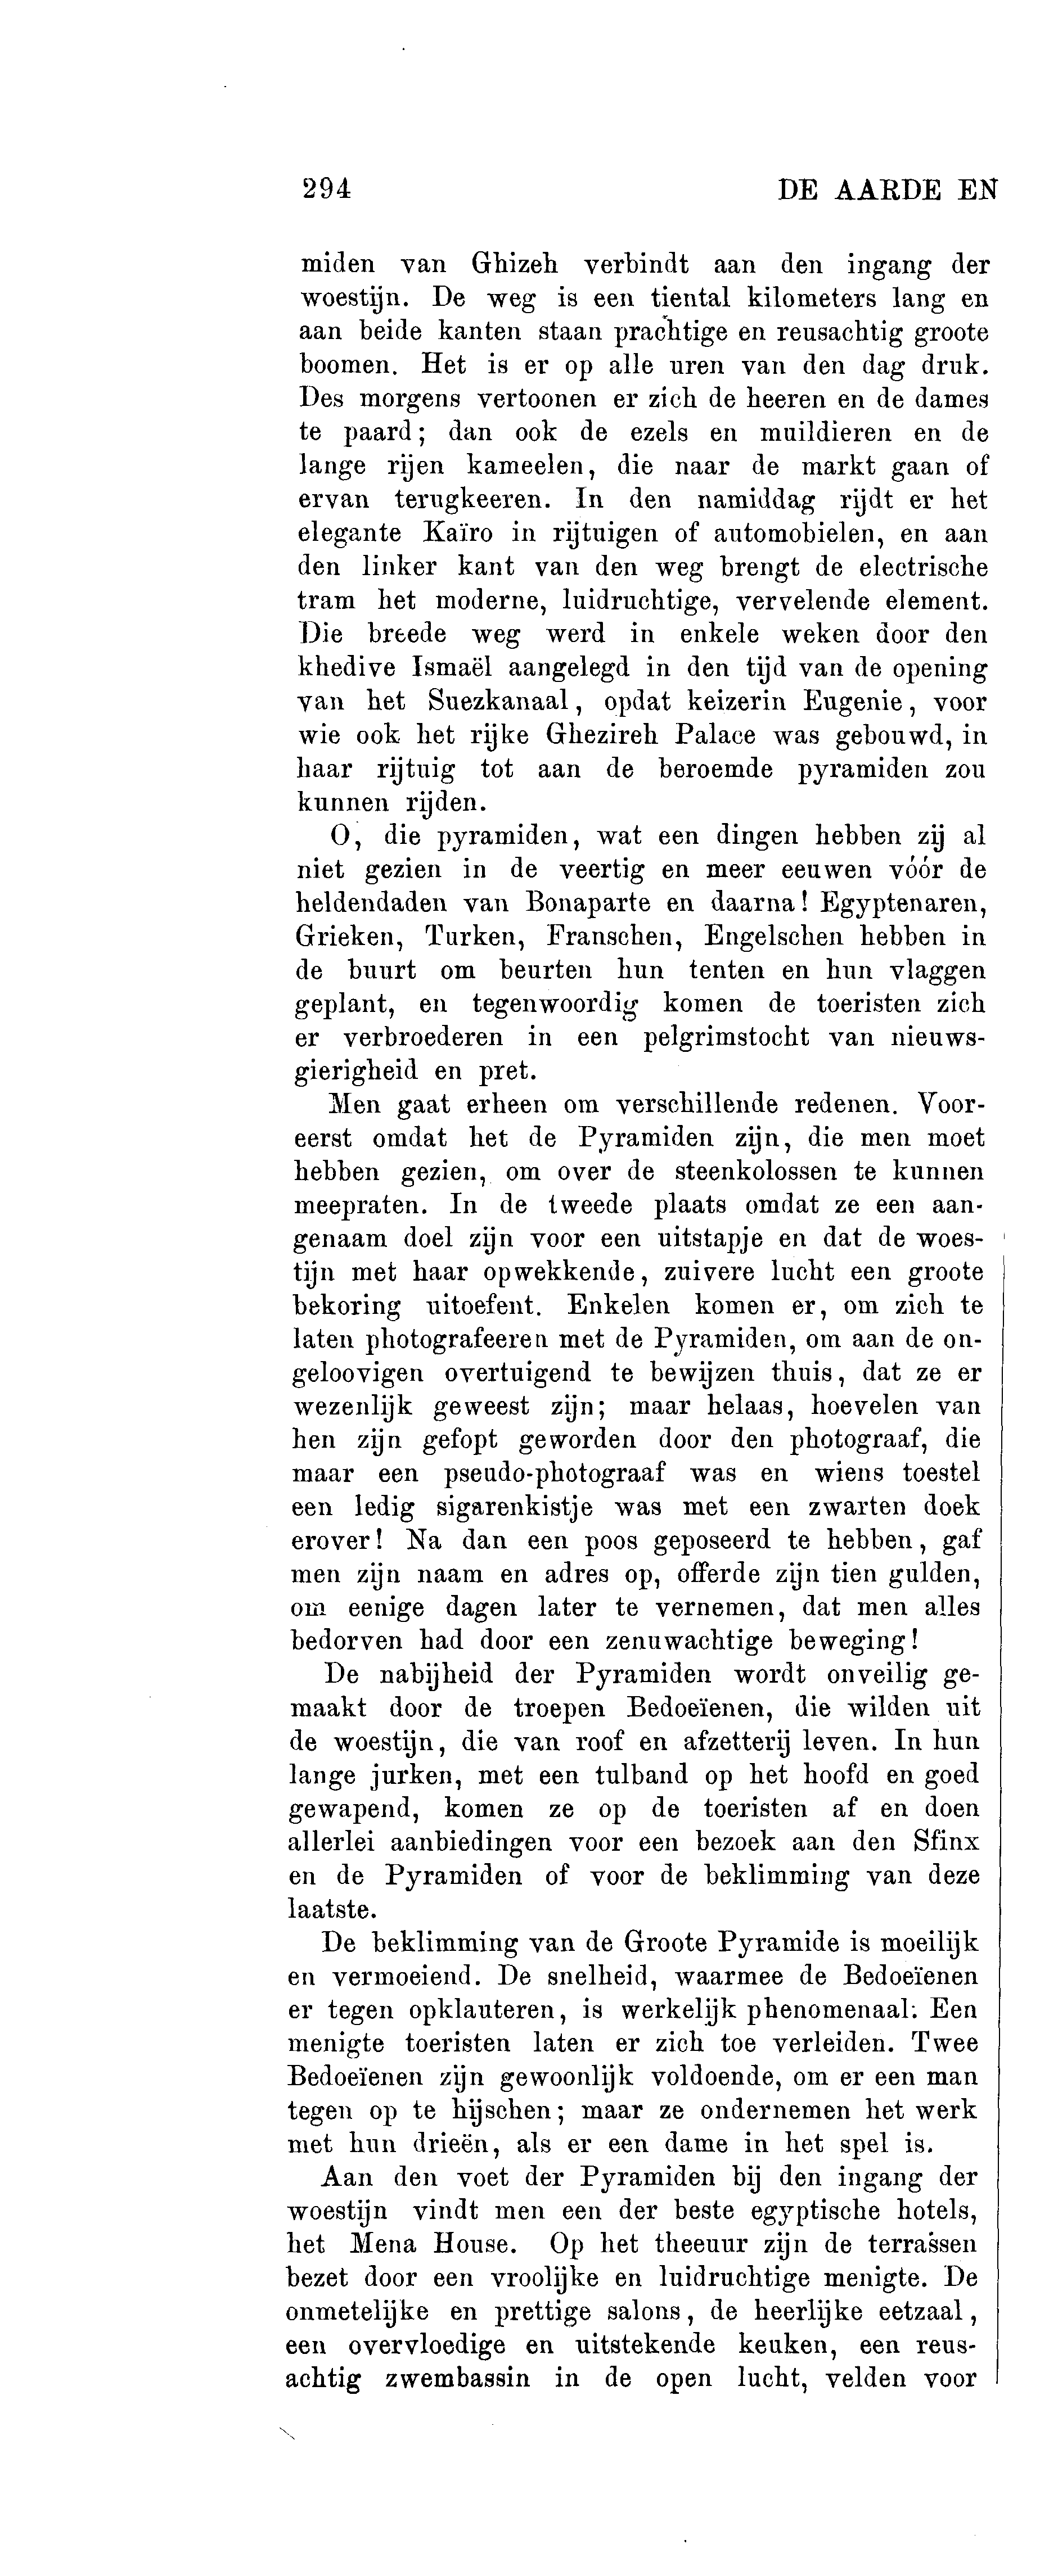 294 DE AARDE EN
miden van Ghizeh verbindt aan den ingang der
woestijn. De weg is een tiental kilometers lang en
aan beide kanten staan prachtige en reusachtig groote
boomen. Het is er op alle uren van den dag druk.
Des morgens vertoonen er zich de heeren en de dames
te paard; dan ook de ezels en muildieren en de
lange rijen kameelen, die naar de markt gaan of
ervan terugkeeren. In den namiddag rijdt er het
elegante Kaïro in rijtuigen of automobielen, en aan
den linker kant van den weg brengt de electrische
tram het moderne, luidruchtige, vervelende element.
Die breede weg werd in enkele weken door den
khedive Ismaël aangelegd in den tijd van de opening
van het Suezkanaal, opdat keizerin Eugenie, voor
wie ook het rijke Ghezireh Palace was gebouwd, in
haar rijtuig tot aan de beroemde pyramiden zou
kunnen rijden.
O, die pyramiden, wat een dingen hebben zij al
niet gezien in de veertig en meer eeuwen vóór de
heldendaden van Bonaparte en daarna! Egyptenaren,
Grieken, Turken, Franschen, Engelschen hebben in
de buurt om beurten hun tenten en hun vlaggen
geplant, en tegenwoordig komen de toeristen zich
er verbroederen in een pelgrimstocht van nieuws-
gierigheid en pret.
Men gaat erheen om verschillende redenen. Voor-
eerst omdat het de Pyramiden zijn, die men moet
hebben gezien, om over de steenkolossen te kunnen
meepraten. In de tweede plaats omdat ze een aan-
genaam doel zijn voor een uitstapje en dat de woes-
tijn met haar opwekkende, zuivere lucht een groote
bekoring uitoefent. Enkelen komen er, om zich te
laten photografeeren met de Pyramiden, om aan de on-
geloovigen overtuigend te bewijzen thuis, dat ze er
wezenlijk geweest zijn; maar helaas, hoevelen van
hen zijn gefopt geworden door den photograaf, die
maar een pseudo-photograaf was en wiens toestel
een ledig sigarenkistje was met een zwarten doek
erover! Na dan een poos geposeerd te hebben, gaf
men zijn naam en adres op, offerde zijn tien gulden,
om eenige dagen later te vernemen, dat men alles
bedorven had door een zenuwachtige beweging!
De nabijheid der Pyramiden wordt onveilig ge-
maakt door de troepen Bedoeïenen, die wilden uit
de woestijn, die van roof en afzetterij leven. In hun
lange jurken, met een tulband op het hoofd en goed
gewapend, komen ze op de toeristen af en doen
allerlei aanbiedingen voor een bezoek aan den Sfinx
en de Pyramiden of voor de beklimming van deze
laatste.
De beklimming van de Groote Pyramide is moeilijk
en vermoeiend. De snelheid, waarmee de Bedoeïenen
er tegen opklauteren, is werkelijk phenomenaal. Een
menigte toeristen laten er zich toe verleiden. Twee
Bedoeïenen zijn gewoonlijk voldoende, om er een man
tegen op te hijschen; maar ze ondernemen het werk
met hun drieën, als er een dame in het spel is.
Aan den voet der Pyramiden bij den ingang der
woestijn vindt men een der beste egyptische hotels,
het Mena House. Op het theeuur zijn de terrassen
bezet door een vroolijke en luidruchtige menigte. De
onmetelijke en prettige salons, de heerlijke eetzaal,
een overvloedige en uitstekende keuken, een reus-
achtig zwembassin in de open lucht, velden voor